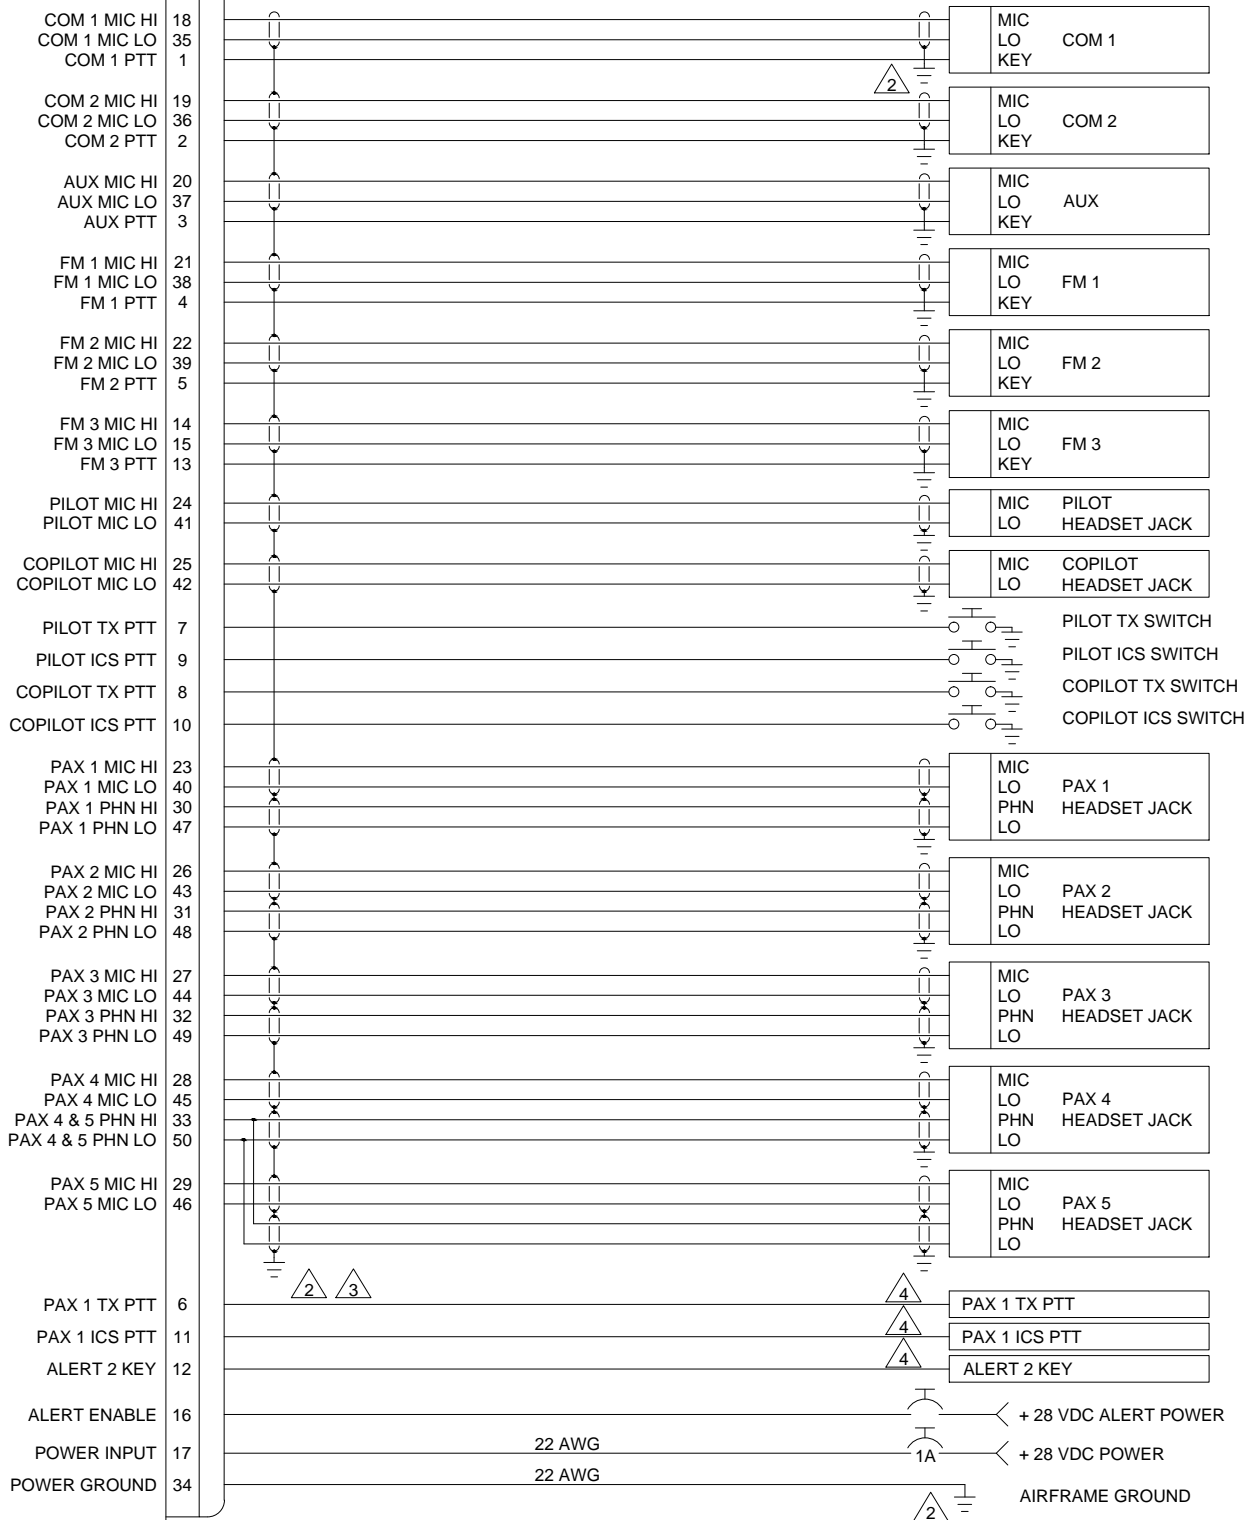 COM 1 MIC HI 18 MIC
COM 1 MIC LO 35 LO COM 1
COM 1 PTT 1 KEY
2
COM 2 MIC HI 19 MIC
COM 2 MIC LO 36 LO COM 2
COM 2 PTT 2 KEY
AUX MIC HI 20 MIC
AUX MIC LO 37 LO AUX
AUX PTT 3 KEY
FM 1 MIC HI 21 MIC
FM 1 MIC LO 38 LO FM 1
FM 1 PTT 4 KEY
FM 2 MIC HI 22 MIC
FM 2 MIC LO 39 LO FM 2
FM 2 PTT 5 KEY
FM 3 MIC HI 14 MIC
FM 3 MIC LO 15 LO FM 3
FM 3 PTT 13 KEY
PILOT MIC HI 24 MIC PILOT
PILOT MIC LO 41 LO HEADSET JACK
COPILOT MIC HI 25 MIC COPILOT
COPILOT MIC LO 42 LO HEADSET JACK
PILOT TX PTT 7 PILOT TX SWITCH
PILOT ICS PTT 9 PILOT ICS SWITCH
COPILOT TX PTT 8 COPILOT TX SWITCH
COPILOT ICS PTT 10 COPILOT ICS SWITCH
PAX 1 MIC HI 23 MIC
PAX 1 MIC LO 40 LO PAX 1
PAX 1 PHN HI 30 PHN HEADSET JACK
PAX 1 PHN LO 47 LO
PAX 2 MIC HI 26 MIC
PAX 2 MIC LO 43 LO PAX 2
PAX 2 PHN HI 31 PHN HEADSET JACK
PAX 2 PHN LO 48 LO
PAX 3 MIC HI 27 MIC
PAX 3 MIC LO 44 LO PAX 3
PAX 3 PHN HI 32 PHN HEADSET JACK
PAX 3 PHN LO 49 LO
PAX 4 MIC HI 28 MIC
PAX 4 MIC LO 45 LO PAX 4
PAX 4 & 5 PHN HI 33 PHN HEADSET JACK
PAX 4 & 5 PHN LO 50 LO
PAX 5 MIC HI 29 MIC
PAX 5 MIC LO 46 LO PAX 5
PHN HEADSET JACK
LO
2 3
PAX 1 TX PTT 6 4 PAX 1 TX PTT
PAX 1 ICS PTT 11 4 PAX 1 ICS PTT
ALERT 2 KEY 12 4 ALERT 2 KEY
ALERT ENABLE 16 + 28 VDC ALERT POWER
POWER INPUT 17 22 AWG 1A + 28 VDC POWER
POWER GROUND 34 22 AWG 2 AIRFRAME GROUND